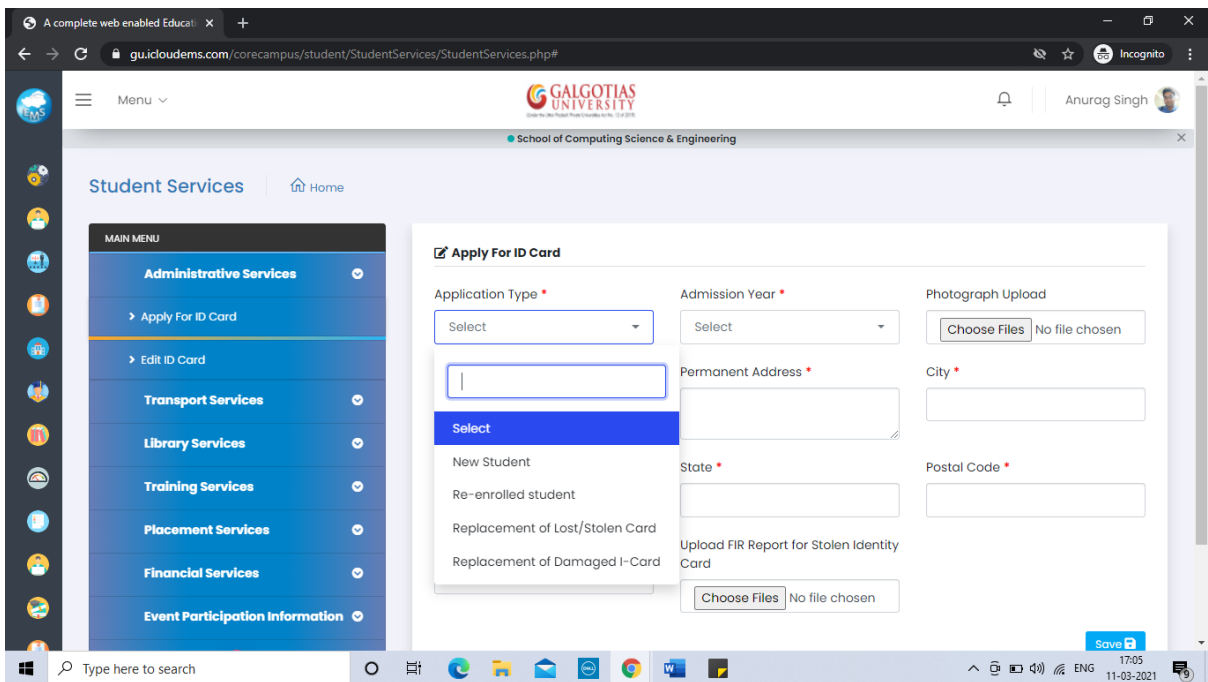 A complete web enabled Educati
gu.icloudems.com/corecampus/student/StudentServices/StudentServices.php#
Incognito
EMS
Menu
GALGOTIAS
UNIVERSITY
Anurag Singh
School of Computing Science & Engineering
Student Services
Home
MAIN MENU
Administrative Services
Apply For ID Card
Edit ID Card
Transport Services
Library Services
Training Services
Placement Services
Financial Services
Event Participation Information
Apply For ID Card
Application Type *
Admission Year *
Photograph Upload
Select
Select
Choose Files No file chosen
Permanent Address *
City *
Select
New Student
Re-enrolled student
Replacement of Lost/Stolen Card
Replacement of Damaged I-Card
State *
Postal Code *
Upload FIR Report for Stolen Identity
Card
Choose Files No file chosen
Save
Type here to search
DELL
W
ENG
17:05
11-03-2021